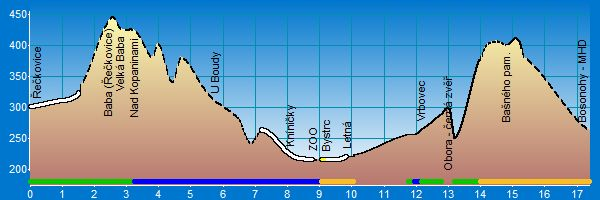 450
400
350
300
250
200
Řečkovice
Baba (Řečkovice)
Velká Baba
Nad Kopaninami
U Boudy
Kníničky
ZOO
Bystrc
Letná
Vrbovec
Obora - černá zvěř
Bašného pam.
Bosonohy - MHD
0 1 2 3 4 5 6 7 8 9 10 11 12 13 14 15 16 17